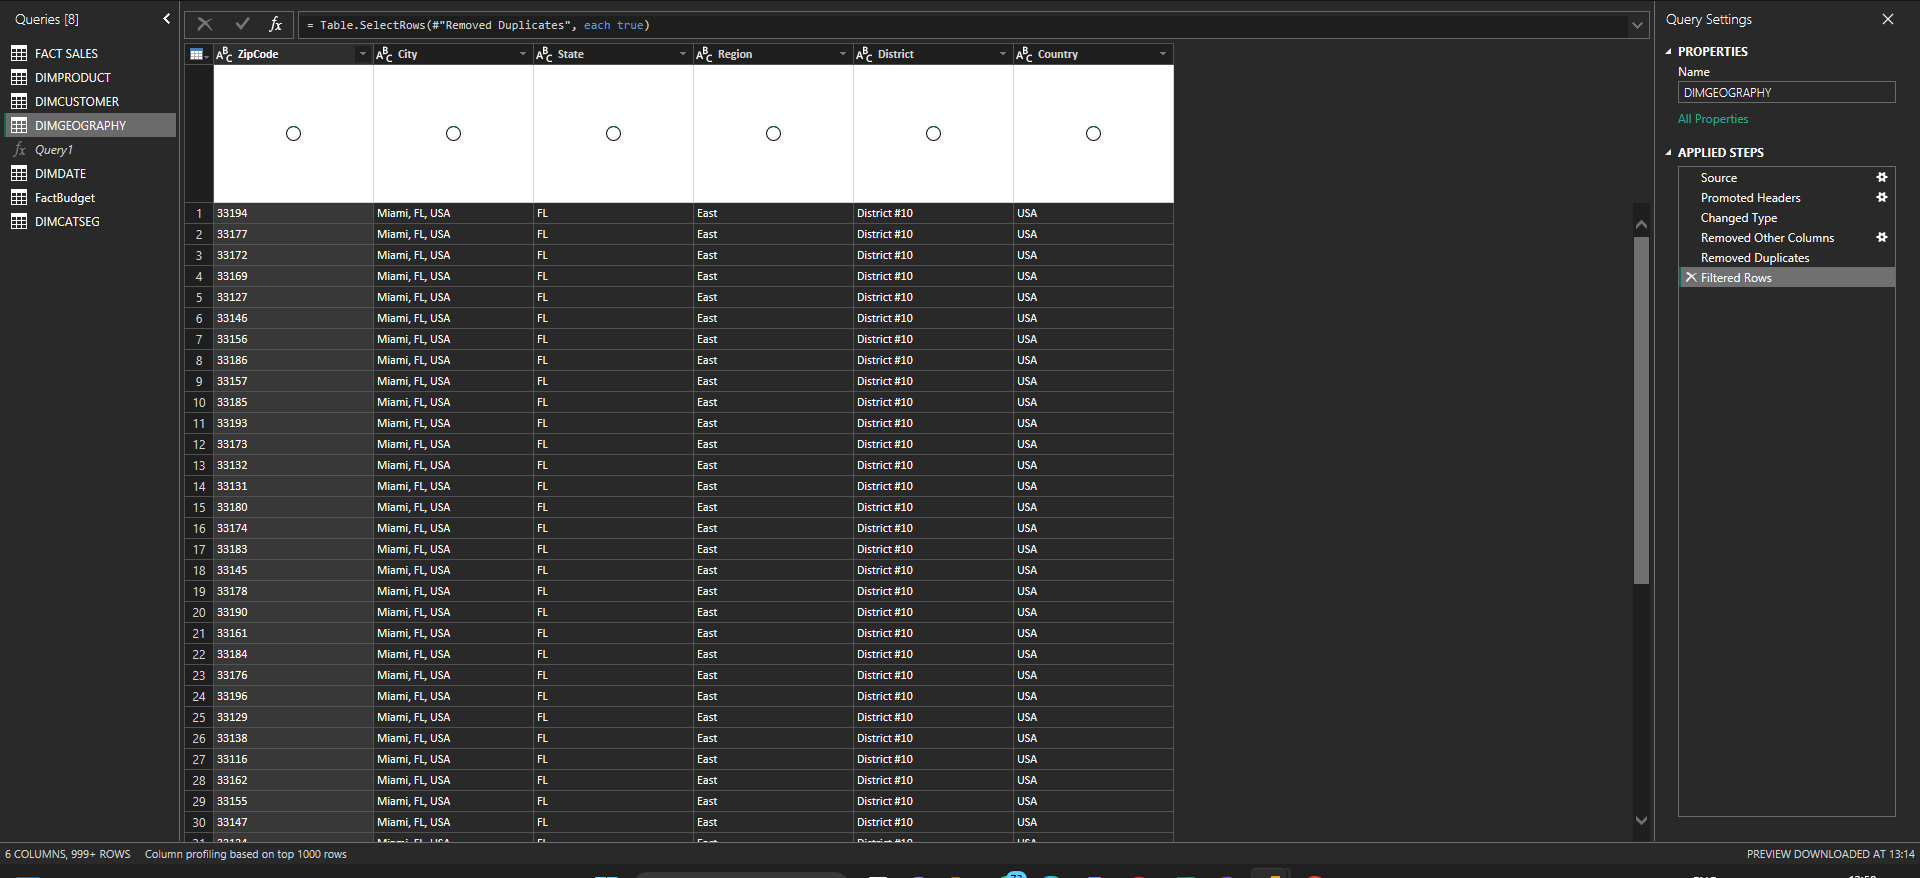 Queries [8]
FACT SALES
DIMPRODUCT
DIMCUSTOMER
DIMGEOGRAPHY
fx Query1
DIMDATE
FactBudget
DIMCATSEG
fx = Table.SelectRows(#"Removed Duplicates", each true)
ABC ZipCode ABC City ABC State ABC Region ABC District ABC Country
1 33194 Miami, FL, USA FL East District #10 USA
2 33177 Miami, FL, USA FL East District #10 USA
3 33172 Miami, FL, USA FL East District #10 USA
4 33169 Miami, FL, USA FL East District #10 USA
5 33127 Miami, FL, USA FL East District #10 USA
6 33146 Miami, FL, USA FL East District #10 USA
7 33156 Miami, FL, USA FL East District #10 USA
8 33186 Miami, FL, USA FL East District #10 USA
9 33157 Miami, FL, USA FL East District #10 USA
10 33185 Miami, FL, USA FL East District #10 USA
11 33193 Miami, FL, USA FL East District #10 USA
12 33173 Miami, FL, USA FL East District #10 USA
13 33132 Miami, FL, USA FL East District #10 USA
14 33131 Miami, FL, USA FL East District #10 USA
15 33180 Miami, FL, USA FL East District #10 USA
16 33174 Miami, FL, USA FL East District #10 USA
17 33183 Miami, FL, USA FL East District #10 USA
18 33145 Miami, FL, USA FL East District #10 USA
19 33178 Miami, FL, USA FL East District #10 USA
20 33190 Miami, FL, USA FL East District #10 USA
21 33161 Miami, FL, USA FL East District #10 USA
22 33184 Miami, FL, USA FL East District #10 USA
23 33176 Miami, FL, USA FL East District #10 USA
24 33196 Miami, FL, USA FL East District #10 USA
25 33129 Miami, FL, USA FL East District #10 USA
26 33138 Miami, FL, USA FL East District #10 USA
27 33116 Miami, FL, USA FL East District #10 USA
28 33162 Miami, FL, USA FL East District #10 USA
29 33155 Miami, FL, USA FL East District #10 USA
30 33147 Miami, FL, USA FL East District #10 USA
Query Settings
PROPERTIES
Name
DIMGEOGRAPHY
All Properties
APPLIED STEPS
Source
Promoted Headers
Changed Type
Removed Other Columns
Removed Duplicates
Filtered Rows
6 COLUMNS, 999+ ROWS Column profiling based on top 1000 rows
PREVIEW DOWNLOADED AT 13:14